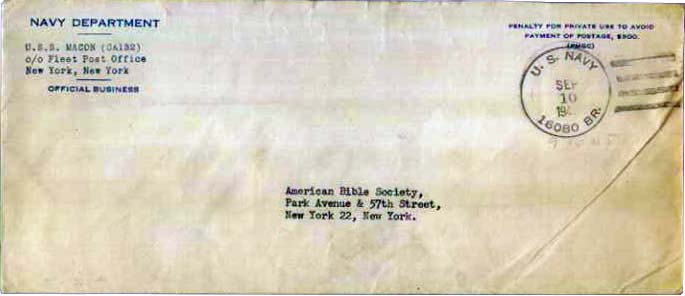 NAVY DEPARTMENT
U.S.S. MACON (CA132)
c/o Fleet Post Office
New York, New York
OFFICIAL BUSINESS
PENALTY FOR PRIVATE USE TO AVOID
PAYMENT OF POSTAGE, $300.
(PMGC)
U. S. NAVY
SEP
10
16080 BR.
American Bible Society,
Park Avenue & 57th Street,
New York 22, New York.